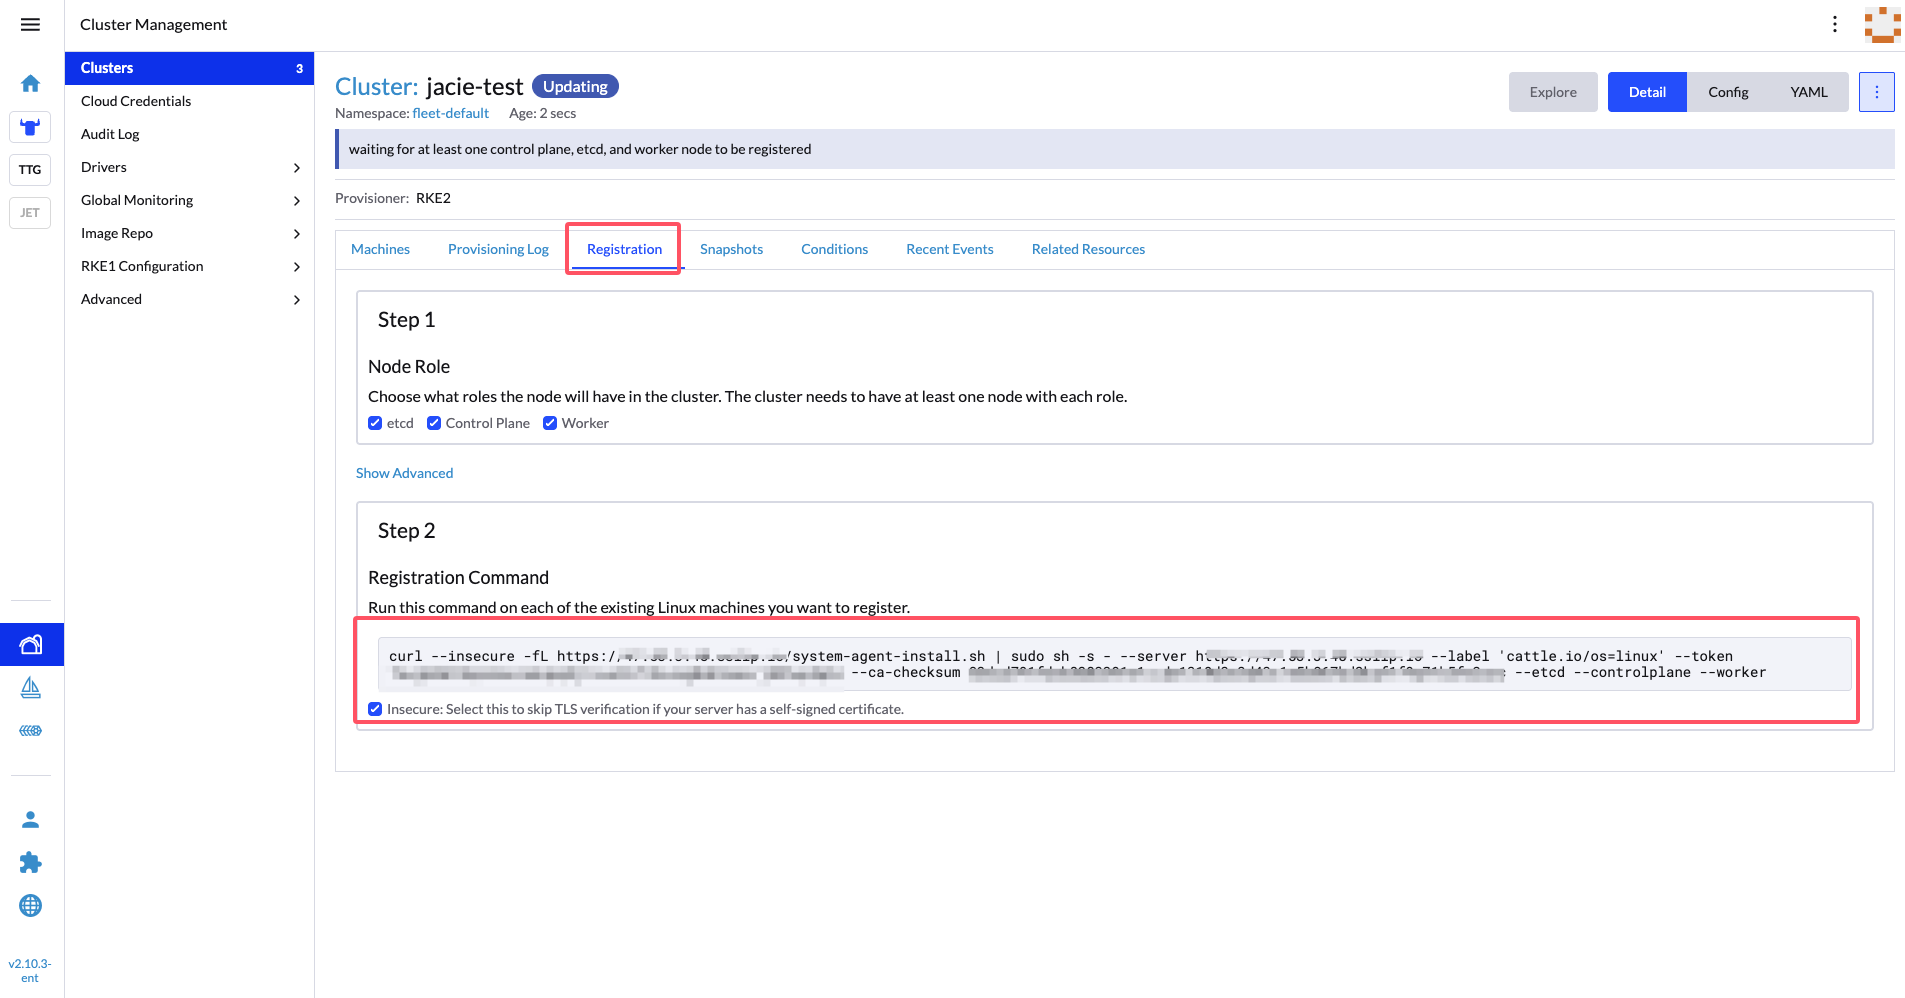 Cluster Management
Clusters 3
Cloud Credentials
Audit Log
Drivers
Global Monitoring
Image Repo
RKE1 Configuration
Advanced
TTG
JET
v2.10.3-
ent
Cluster: jacie-test Updating
Namespace: fleet-default Age: 2 secs
Explore Detail Config YAML
waiting for at least one control plane, etcd, and worker node to be registered
Provisioner: RKE2
Machines Provisioning Log Registration Snapshots Conditions Recent Events Related Resources
Step 1
Node Role
Choose what roles the node will have in the cluster. The cluster needs to have at least one node with each role.
etcd Control Plane Worker
Show Advanced
Step 2
Registration Command
Run this command on each of the existing Linux machines you want to register.
curl --insecure -fL https:/ /system-agent-install.sh | sudo sh -s - --server --label 'cattle.io/os=linux' --token
--ca-checksum --etcd --controlplane --worker
Insecure: Select this to skip TLS verification if your server has a self-signed certificate.